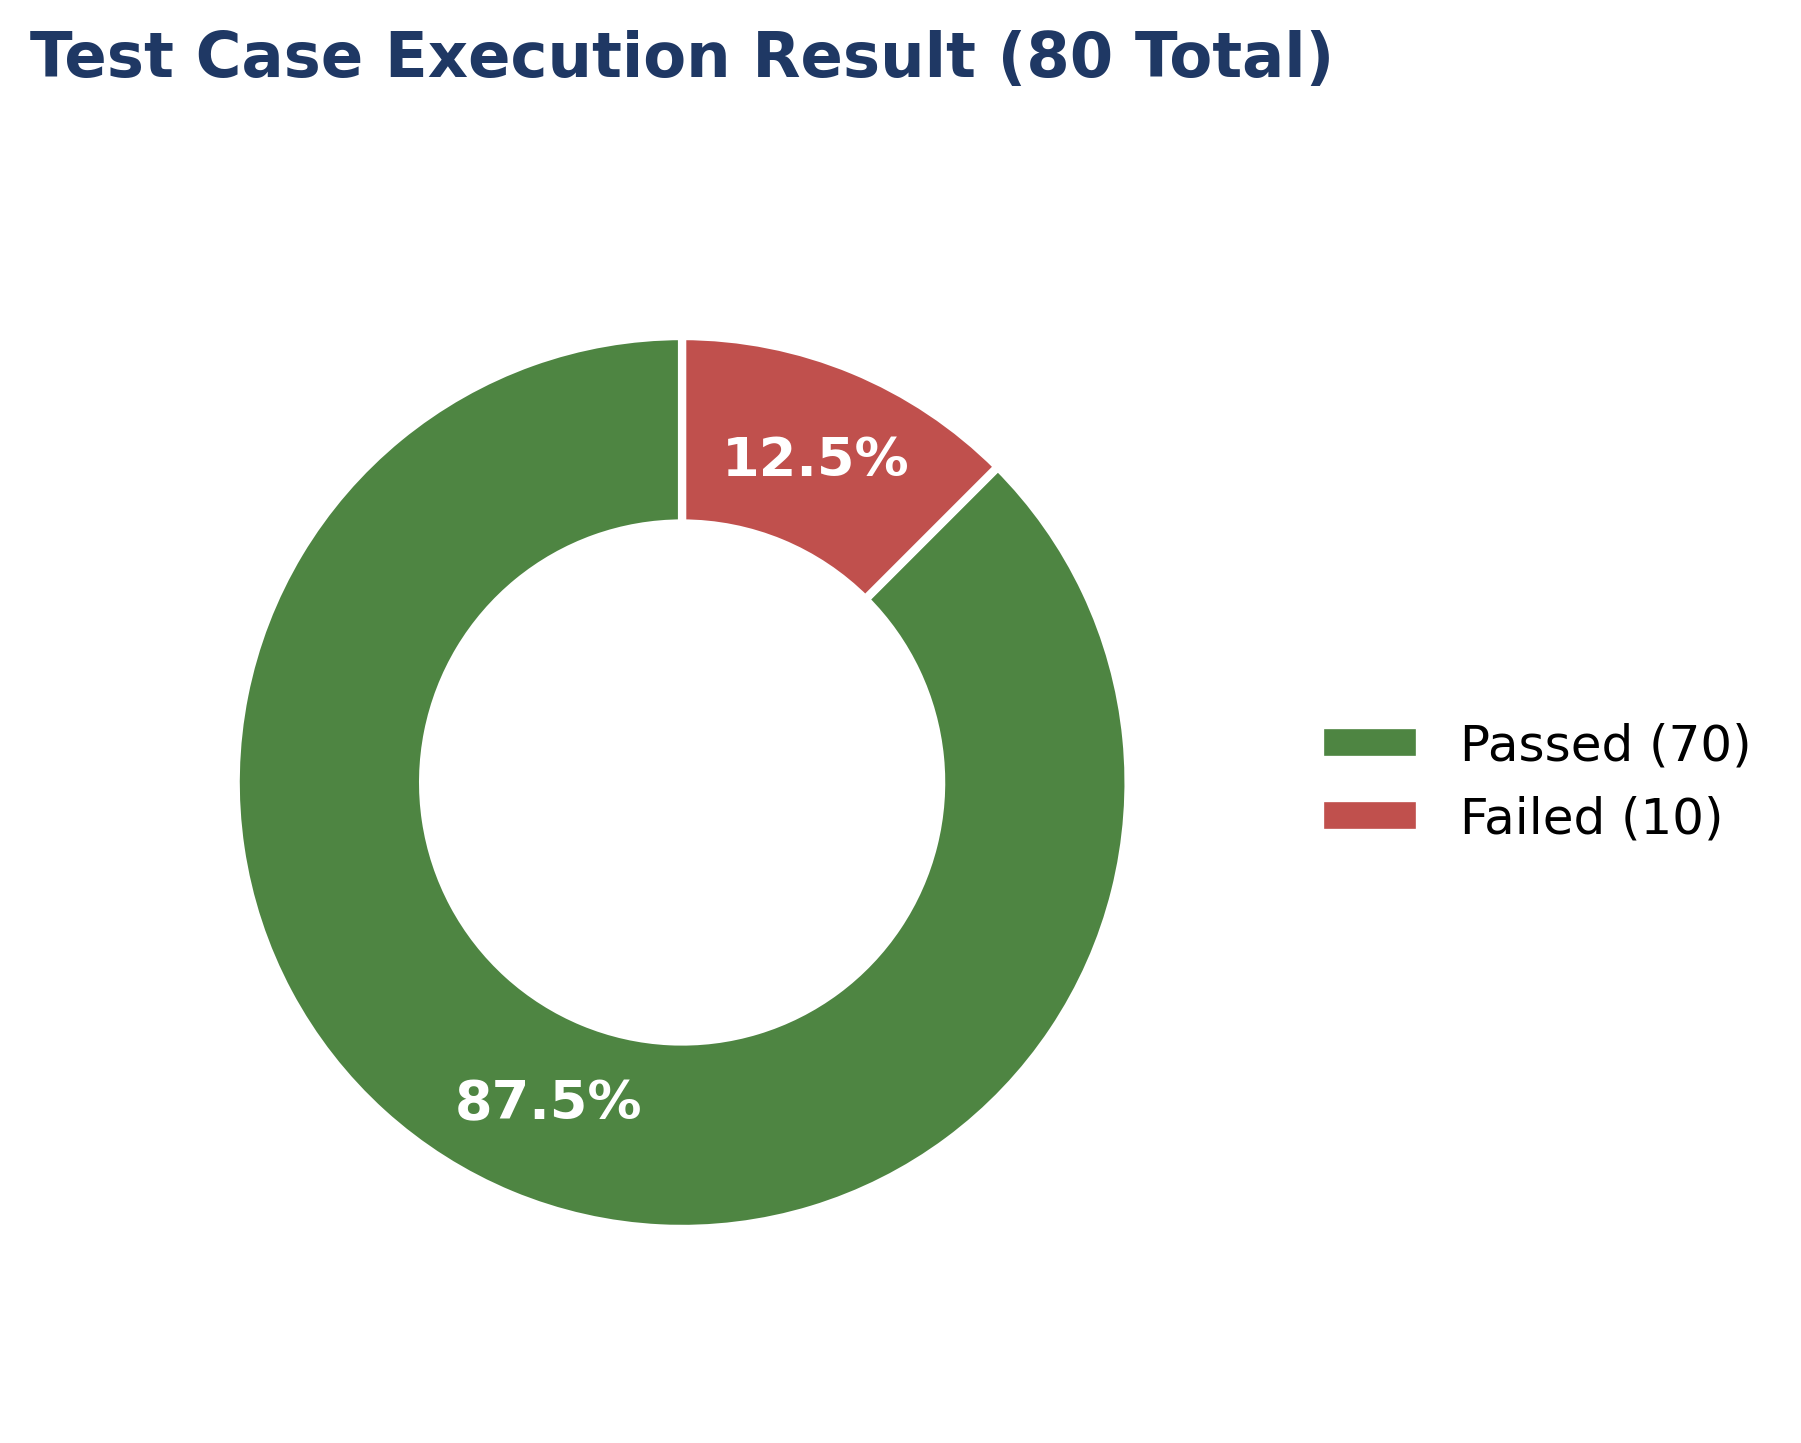 Test Case Execution Result (80 Total)
12.5%
Passed (70)
Failed (10)
87.5%